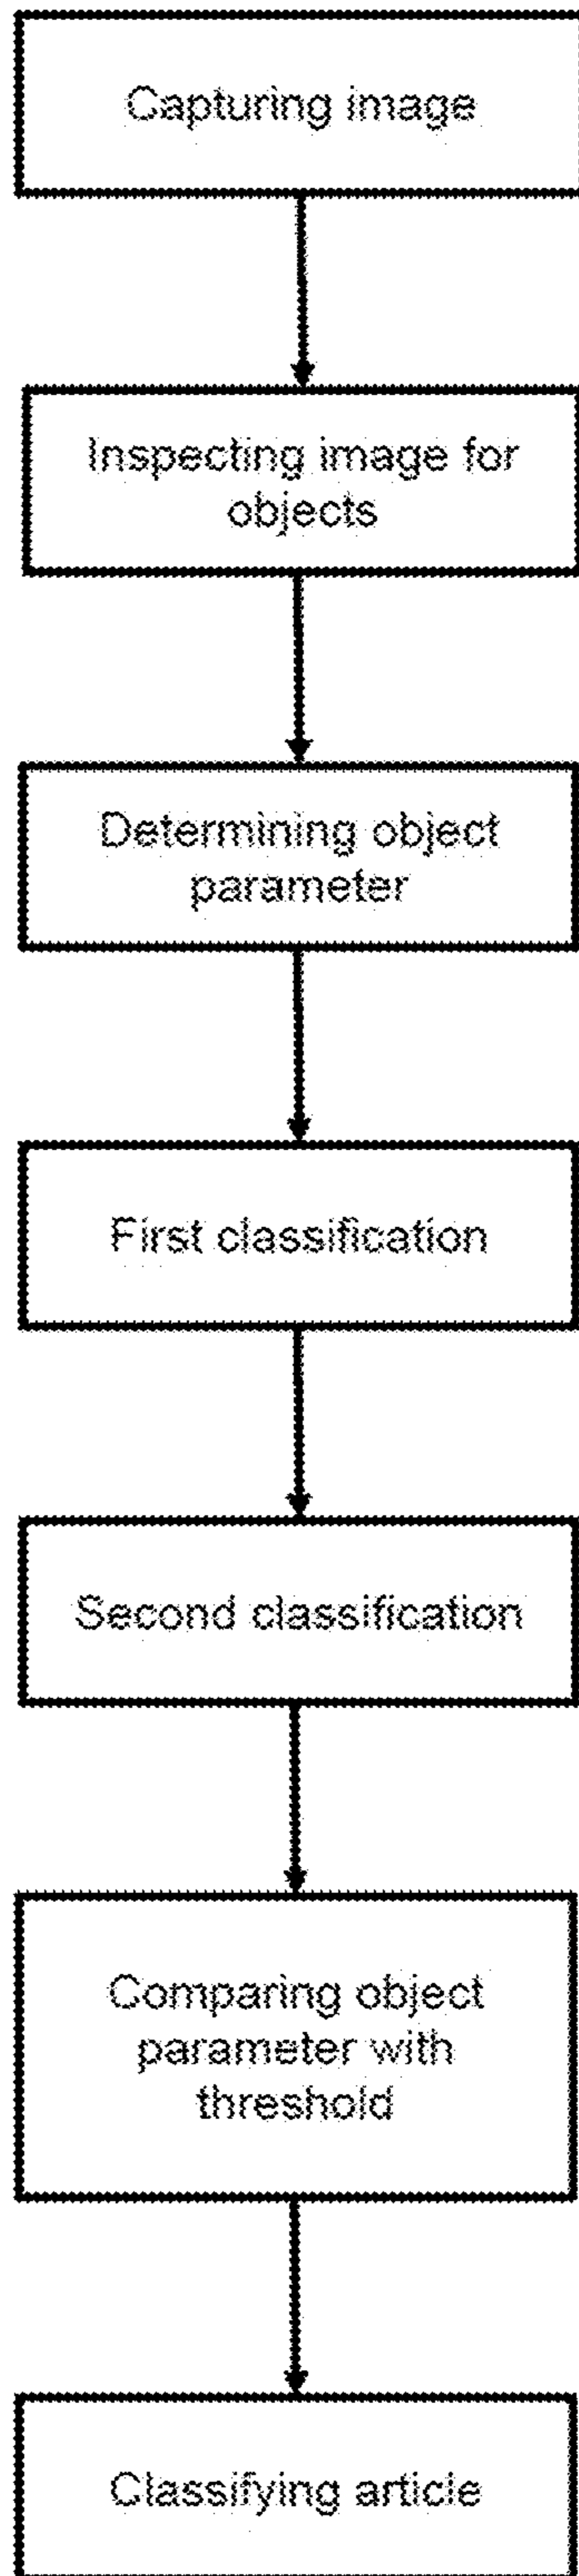 Capturing image
Inspecting image for
objects
Determining object
parameter
First classification
Second classification
Comparing object
parameter with
threshold
Classifying article